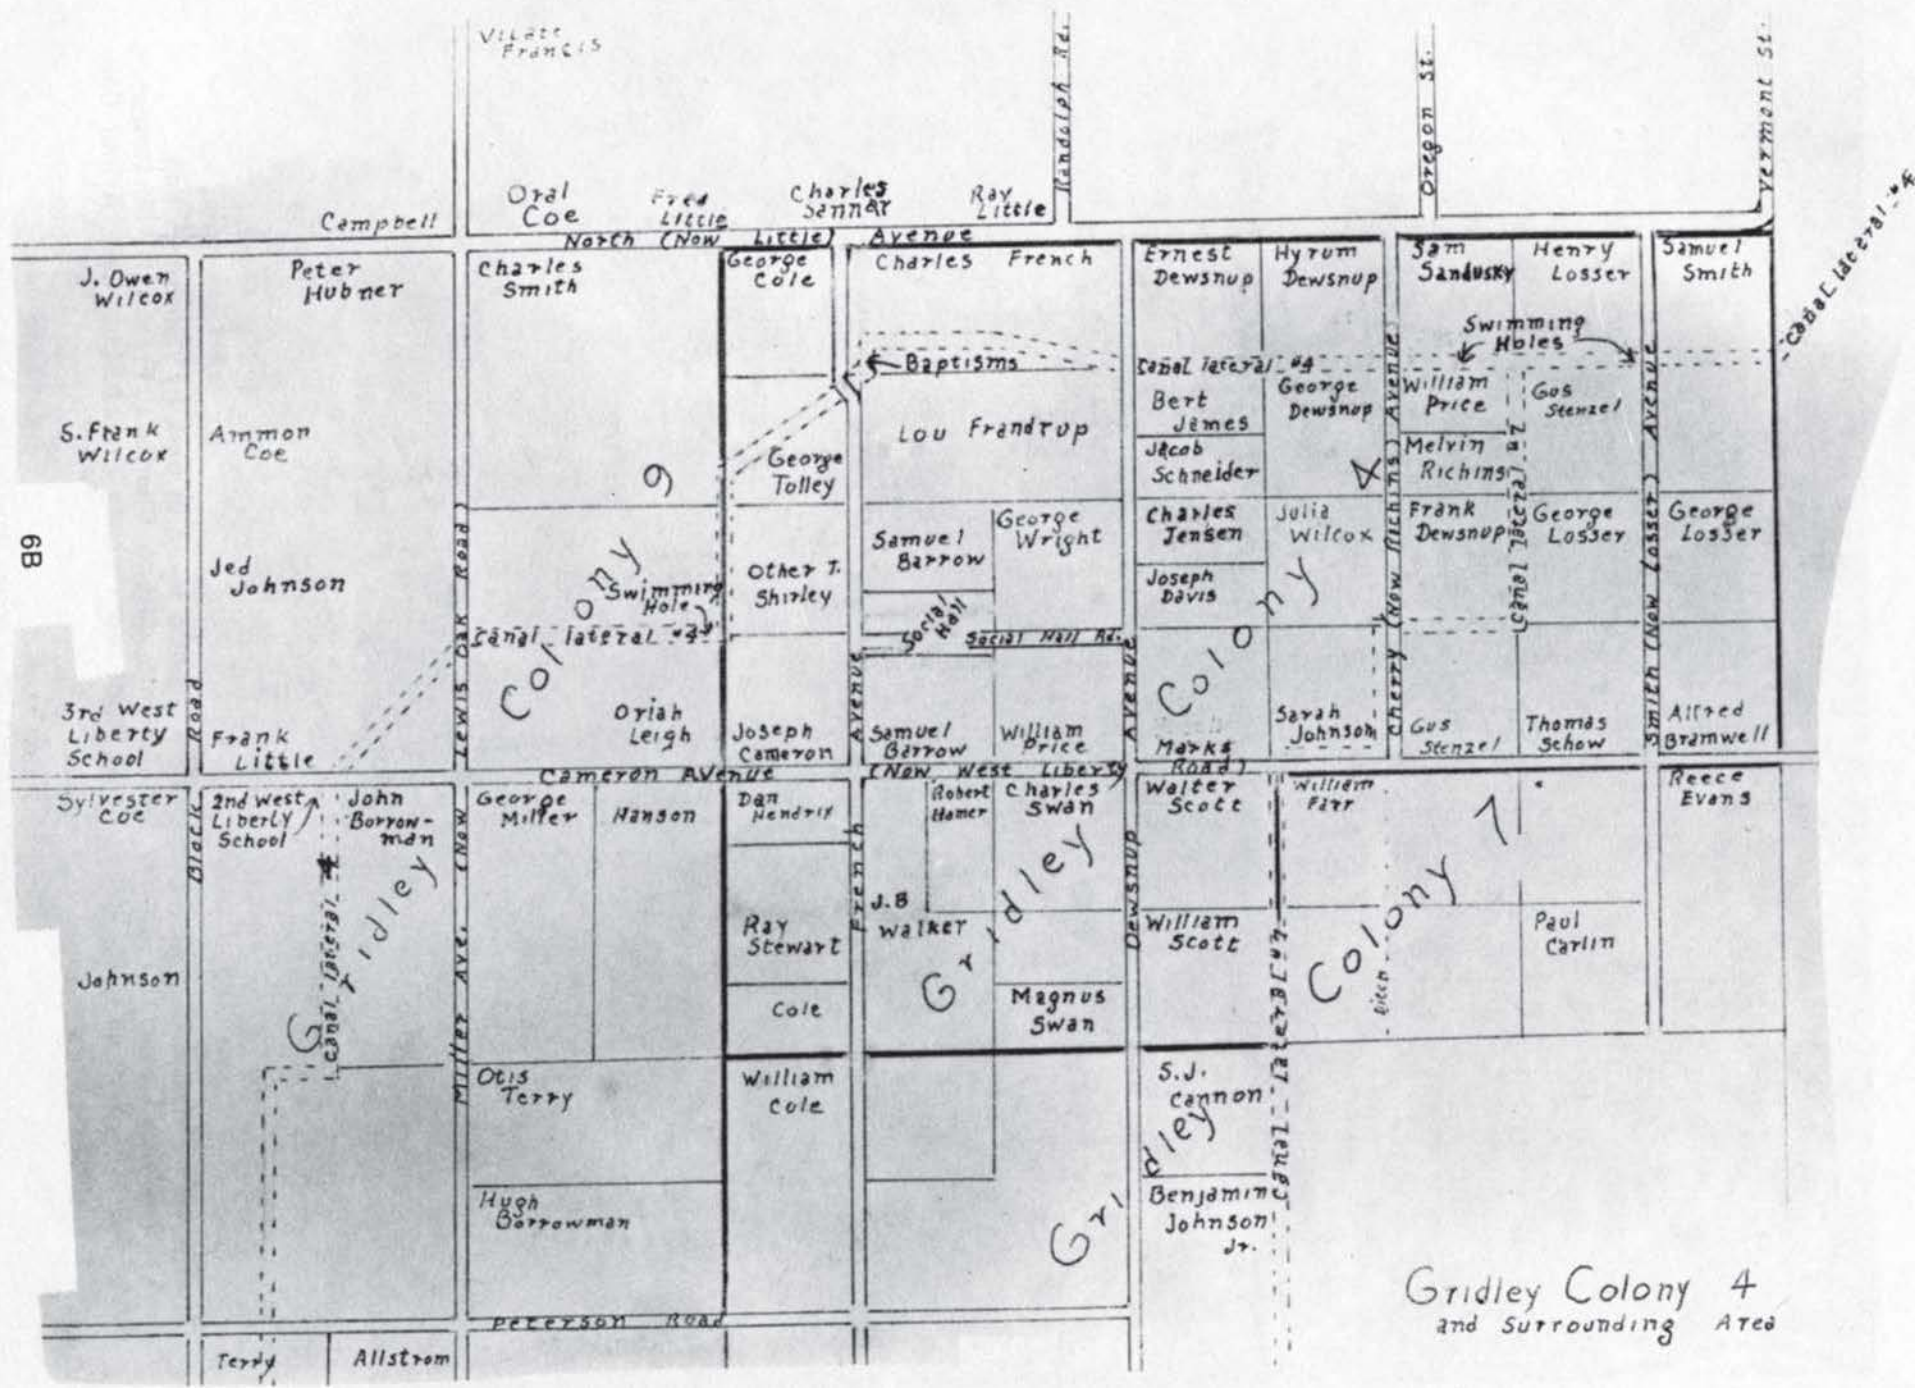 Vilate
Francis
Randolph Rd.
Oregon St.
Vermont St.
Campbell
Oral
Coe
Fred
Little
Charles
Sannar
Ray
Little
North (Now Little) Avenue
Canal lateral #4
J. Owen
Wilcox
Peter
Hubner
Charles
Smith
George
Cole
Charles French
Ernest
Dewsnup
Hyrum
Dewsnup
Sam
Sandusky
Henry
Losser
Samuel
Smith
Swimming
Holes
Baptisms
Canal lateral #4
S. Frank
Wilcox
Ammon
Coe
George
Tolley
Lou Frandrup
Bert
James
George
Dewsnup
William
Price
Gus
Stenzel
Jacob
Schneider
Melvin
Richins
6B
Jed
Johnson
Swimming
Hole
Canal lateral #4
Other T.
Shirley
Samuel
Barrow
George
Wright
Charles
Jensen
Julia
Wilcox
Frank
Dewsnup
Canal lateral
George
Losser
George
Losser
Joseph
Davis
Social
Hall
Social Hall Rd.
3rd West
Liberty
School
Frank
Little
Oriah
Leigh
Joseph
Cameron
Samuel
Barrow
William
Price
Sarah
Johnson
Gus
Stenzel
Thomas
Schow
Alfred
Bramwell
Cherry (Now Richins) Avenue
Smith (Now Losser) Avenue
Cameron Avenue (Now West Liberty Road)
Marks
Block Road
Miller Ave. (Now Lewis Oak Road)
French Avenue
Dewsnup Avenue
Sylvester
Coe
2nd West
Liberty
School
John
Borrow-
man
George
Miller
Hanson
Dan
Hendrix
Robert
Hamer
Charles
Swan
Walter
Scott
William
Farr
Reece
Evans
Canal lateral 4
Johnson
Ray
Stewart
J.B
Walker
William
Scott
Paul
Carlin
Cole
Magnus
Swan
Otis
Terry
William
Cole
S.J.
Cannon
Canal Lateral
Hugh
Borrowman
Benjamin
Johnson
Jr.
Peterson Road
Terry
Allstrom
Gridley Colony 9
Gridley Colony 4
Gridley Colony 7
Gridley Colony 4
and Surrounding Area